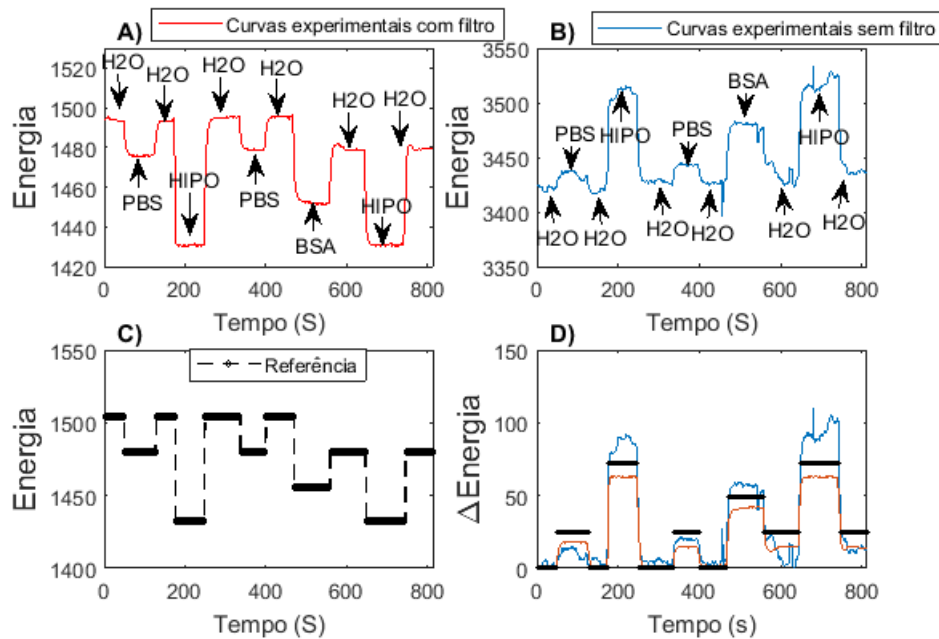 A)
Curvas experimentais com filtro
1520
1500
1480
1460
1440
1420
Energia
H2O
H2O
H2O
H2O
H2O
H2O
PBS
HIPO
PBS
BSA
HIPO
0
200
400
600
800
Tempo (S)
B)
Curvas experimentais sem filtro
3550
3500
3450
3400
3350
Energia
PBS
HIPO
PBS
BSA
HIPO
H2O
H2O
H2O
H2O
H2O
H2O
0
200
400
600
800
Tempo (S)
C)
Referência
1550
1500
1450
1400
Energia
0
200
400
600
800
Tempo (S)
D)
150
100
50
0
ΔEnergia
0
200
400
600
800
Tempo (s)